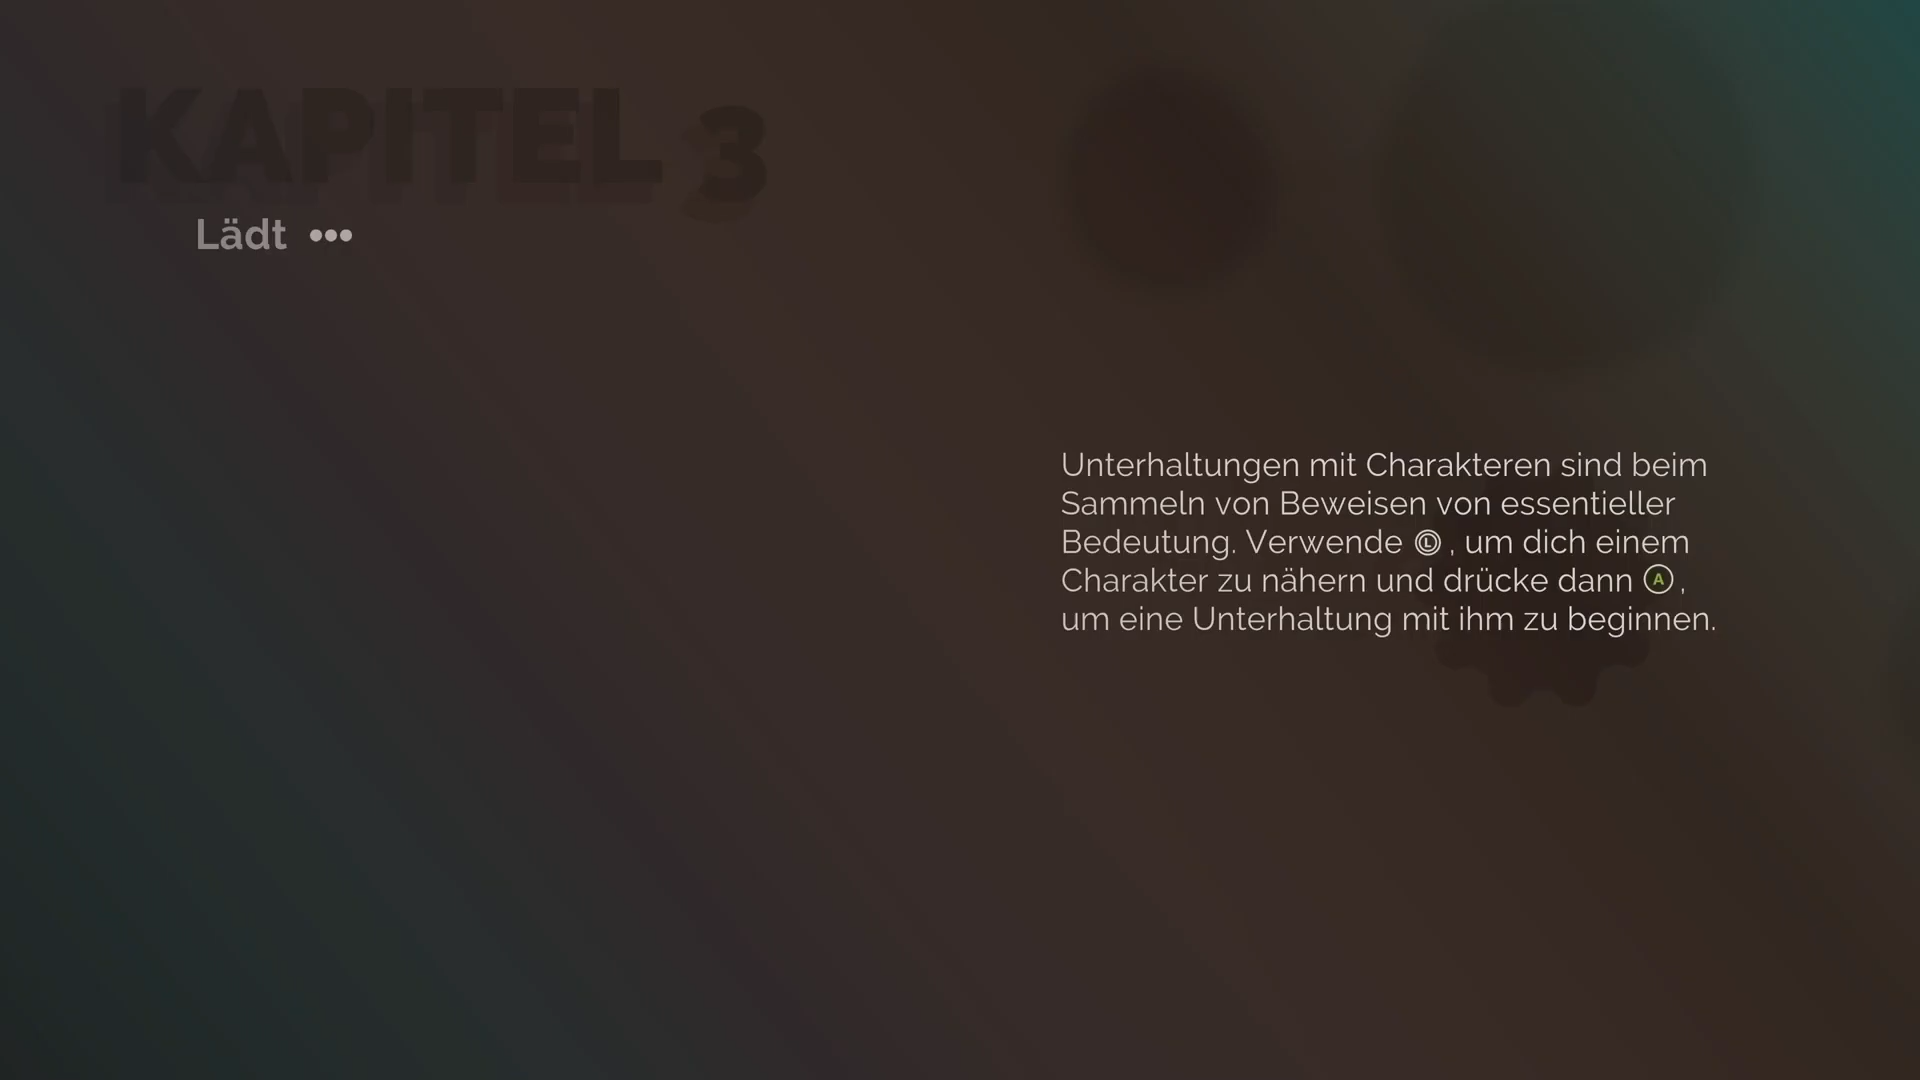 KAPITEL 3
Lädt •••
Unterhaltungen mit Charakteren sind beim
Sammeln von Beweisen von essentieller
Bedeutung. Verwende Ⓛ , um dich einem
Charakter zu nähern und drücke dann Ⓐ ,
um eine Unterhaltung mit ihm zu beginnen.